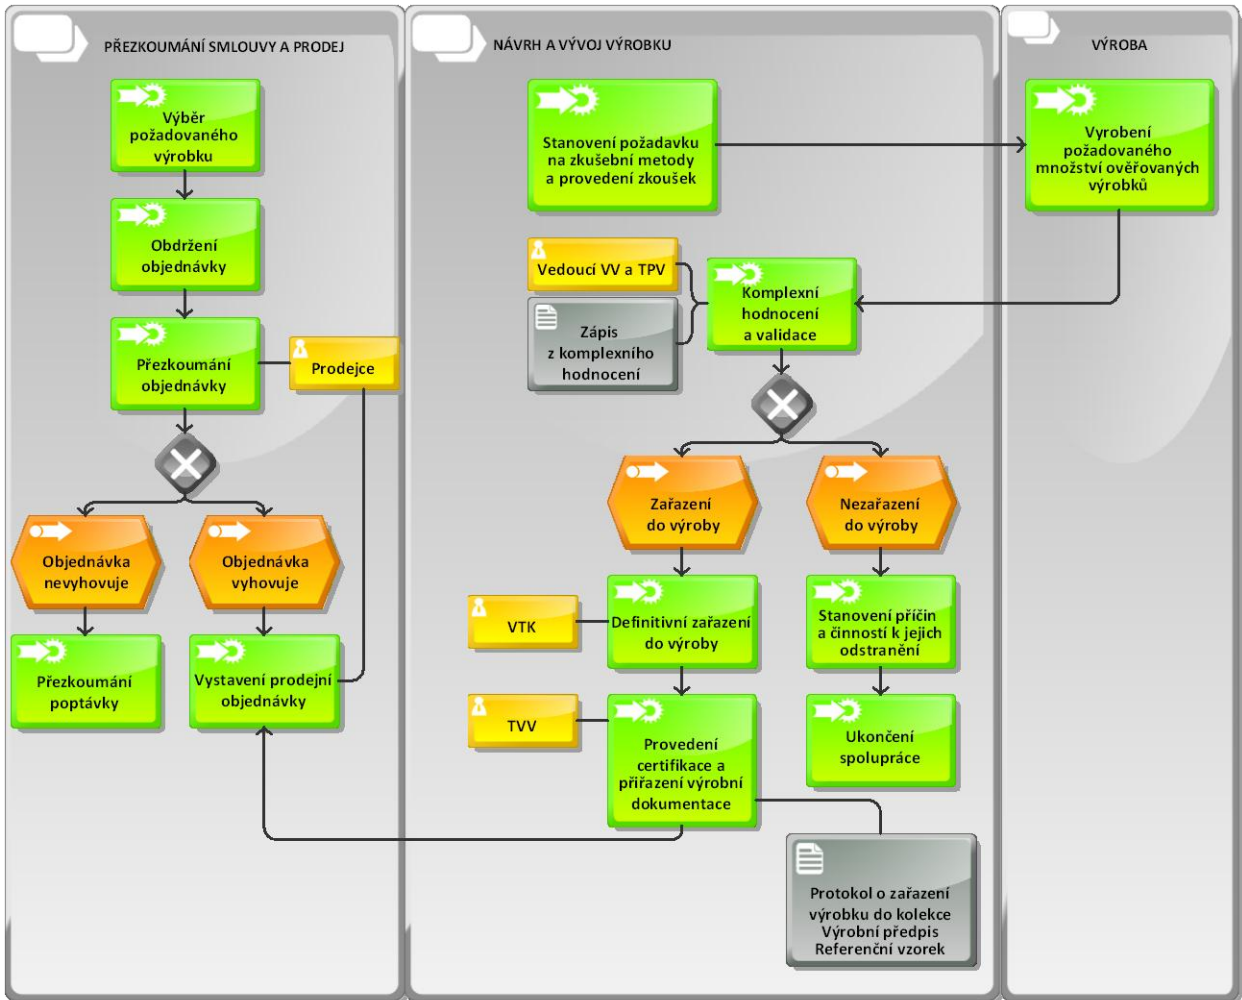 PŘEZKOUMÁNÍ SMLOUVY A PRODEJ
Výběr
požadovaného
výrobku
Obdržení
objednávky
Přezkoumání
objednávky
Prodejce
Objednávka
nevyhovuje
Objednávka
vyhovuje
Přezkoumání
poptávky
Vystavení prodejní
objednávky
NÁVRH A VÝVOJ VÝROBKU
Stanovení požadavku
na zkušební metody
a provedení zkoušek
Vedoucí VV a TPV
Zápis
z komplexního
hodnocení
Komplexní
hodnocení
a validace
Zařazení
do výroby
Nezařazení
do výroby
VTK
Definitivní zařazení
do výroby
Stanovení příčin
a činností k jejich
odstranění
TVV
Provedení
certifikace a
přiřazení výrobní
dokumentace
Ukončení
spolupráce
Protokol o zařazení
výrobku do kolekce
Výrobní předpis
Referenční vzorek
VÝROBA
Vyrobení
požadovaného
množství ověřovaných
výrobků